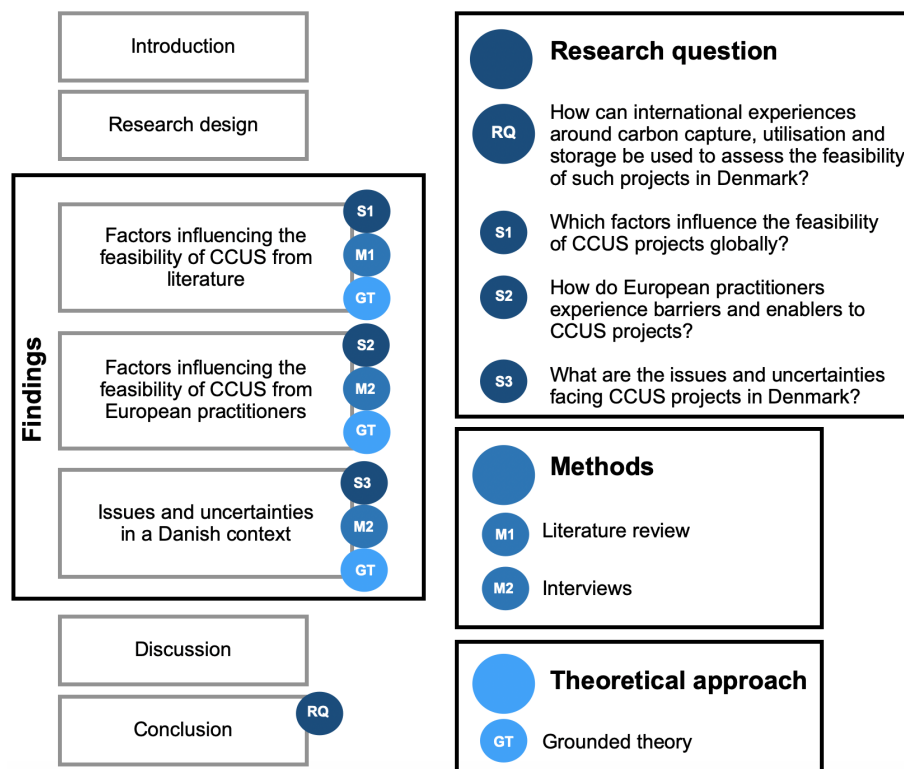 Introduction
Research design
Findings
Factors influencing the
feasibility of CCUS from
literature
S1
M1
GT
Factors influencing the
feasibility of CCUS from
European practitioners
S2
M2
GT
Issues and uncertainties
in a Danish context
S3
M2
GT
Discussion
Conclusion
RQ
Research question
RQ
How can international experiences
around carbon capture, utilisation and
storage be used to assess the feasibility
of such projects in Denmark?
S1
Which factors influence the feasibility
of CCUS projects globally?
S2
How do European practitioners
experience barriers and enablers to
CCUS projects?
S3
What are the issues and uncertainties
facing CCUS projects in Denmark?
Methods
M1
Literature review
M2
Interviews
Theoretical approach
GT
Grounded theory